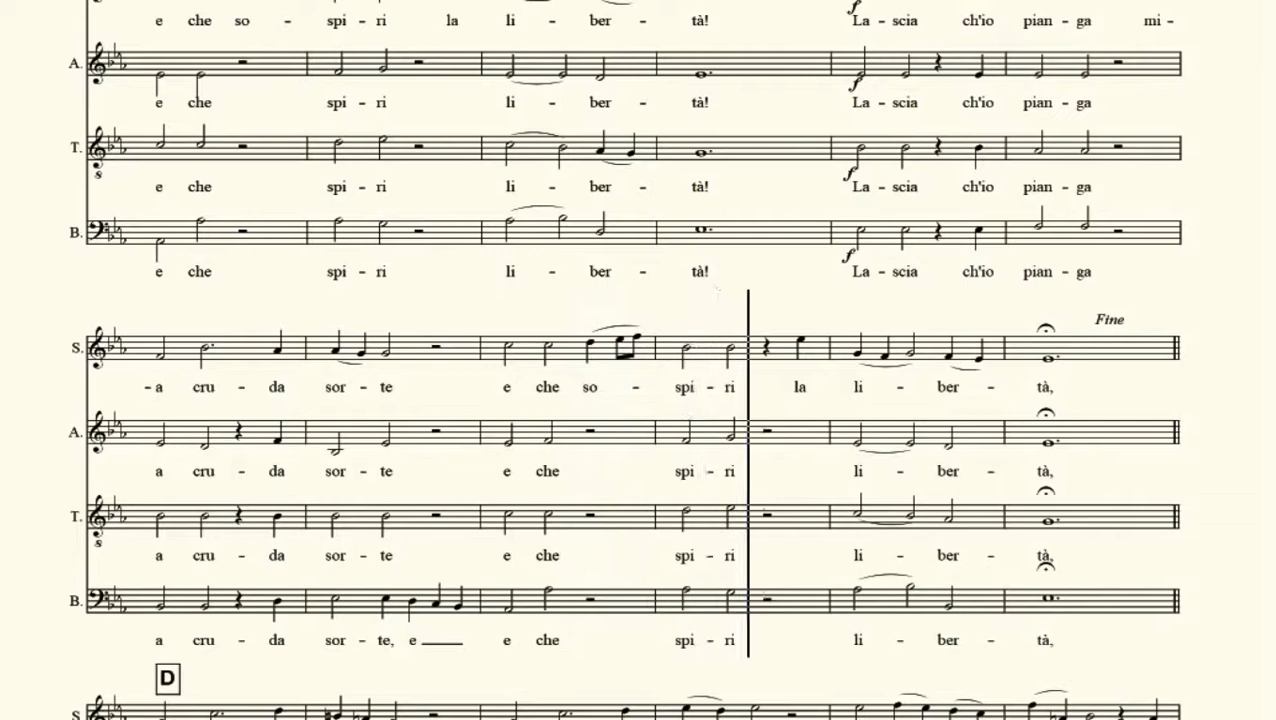 e che so - spi - ri la li - ber - tà! La - scia ch'io pian - ga mi -
f
A.
f
e che spi - ri li - ber - tà! La - scia ch'io pian - ga
T.
8
f
e che spi - ri li - ber - tà! La - scia ch'io pian - ga
B.
f
e che spi - ri li - ber - tà! La - scia ch'io pian - ga
Fine
S.
- a cru - da sor - te e che so - spi - ri la li - ber - tà,
A.
a cru - da sor - te e che spi - ri li - ber - tà,
T.
8
a cru - da sor - te e che spi - ri li - ber - tà,
B.
a cru - da sor - te, e e che spi - ri li - ber - tà,
D
S.